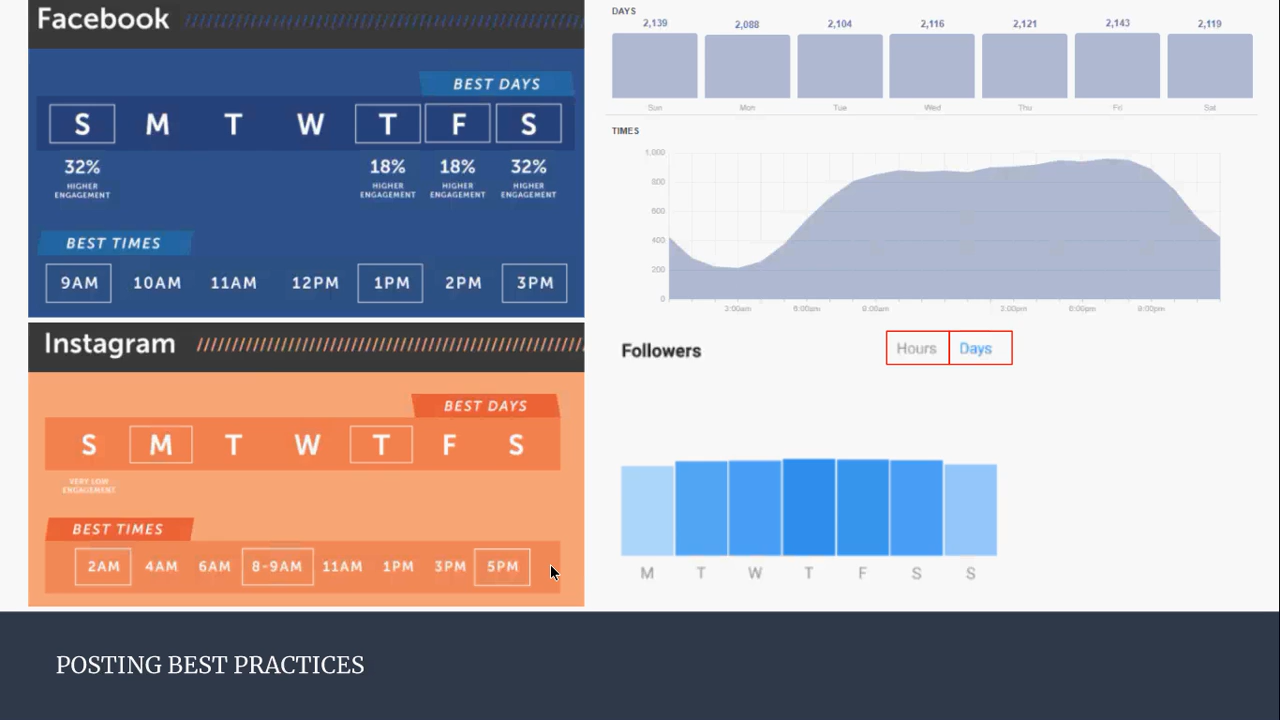 Facebook
BEST DAYS
S M T W T F S
32% 18% 18% 32%
HIGHER HIGHER HIGHER HIGHER
ENGAGEMENT ENGAGEMENT ENGAGEMENT ENGAGEMENT
BEST TIMES
9AM 10AM 11AM 12PM 1PM 2PM 3PM
Instagram
BEST DAYS
S M T W T F S
VERY LOW
ENGAGEMENT
BEST TIMES
2AM 4AM 6AM 8-9AM 11AM 1PM 3PM 5PM
DAYS
2,139 2,088 2,104 2,116 2,121 2,143 2,119
Sun Mon Tue Wed Thu Fri Sat
TIMES
1,000
800
600
400
200
0
3:00am 6:00am 9:00am 3:00pm 6:00pm 9:00pm
Followers
Hours Days
M T W T F S S
POSTING BEST PRACTICES